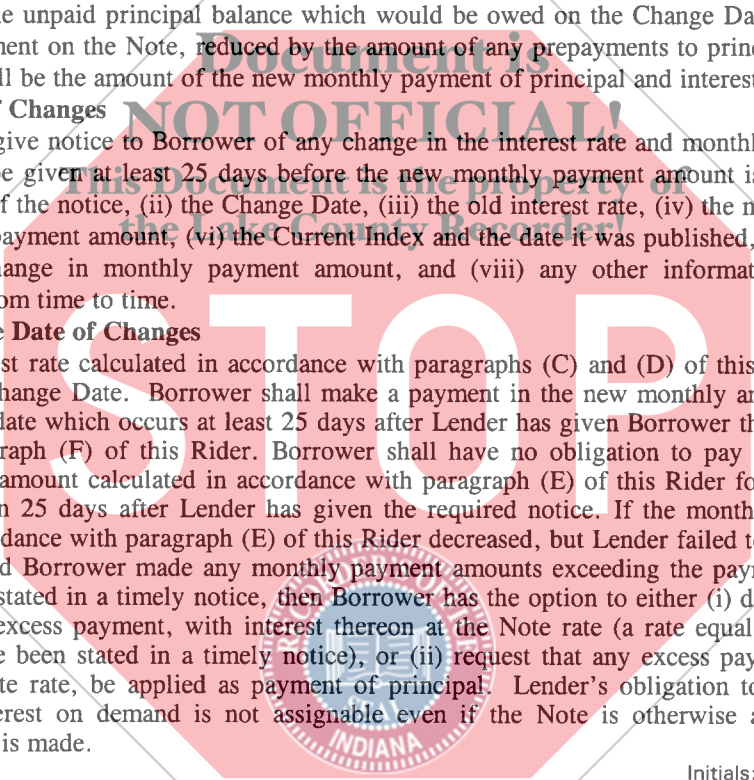 e unpaid principal balance which would be owed on the Change Da
ment on the Note, reduced by the amount of any prepayments to princ
ll be the amount of the new monthly payment of principal and interest
Document is
f Changes
NOT OFFICIAL!
give notice to Borrower of any change in the interest rate and monthl
e given at least 25 days before the new monthly payment amount is
This Document is the property of
f the notice, (ii) the Change Date, (iii) the old interest rate, (iv) the n
the Lake County Recorder!
payment amount, (vi) the Current Index and the date it was published,
ange in monthly payment amount, and (viii) any other informat
om time to time.
e Date of Changes
STOP
st rate calculated in accordance with paragraphs (C) and (D) of this
hange Date. Borrower shall make a payment in the new monthly a
date which occurs at least 25 days after Lender has given Borrower th
raph (F) of this Rider. Borrower shall have no obligation to pay
amount calculated in accordance with paragraph (E) of this Rider fo
n 25 days after Lender has given the required notice. If the month
dance with paragraph (E) of this Rider decreased, but Lender failed t
d Borrower made any monthly payment amounts exceeding the pay
stated in a timely notice, then Borrower has the option to either (i) d
excess payment, with interest thereon at the Note rate (a rate equal
e been stated in a timely notice), or (ii) request that any excess pay
te rate, be applied as payment of principal. Lender's obligation to
erest on demand is not assignable even if the Note is otherwise a
is made.
INDIANA
Initials: